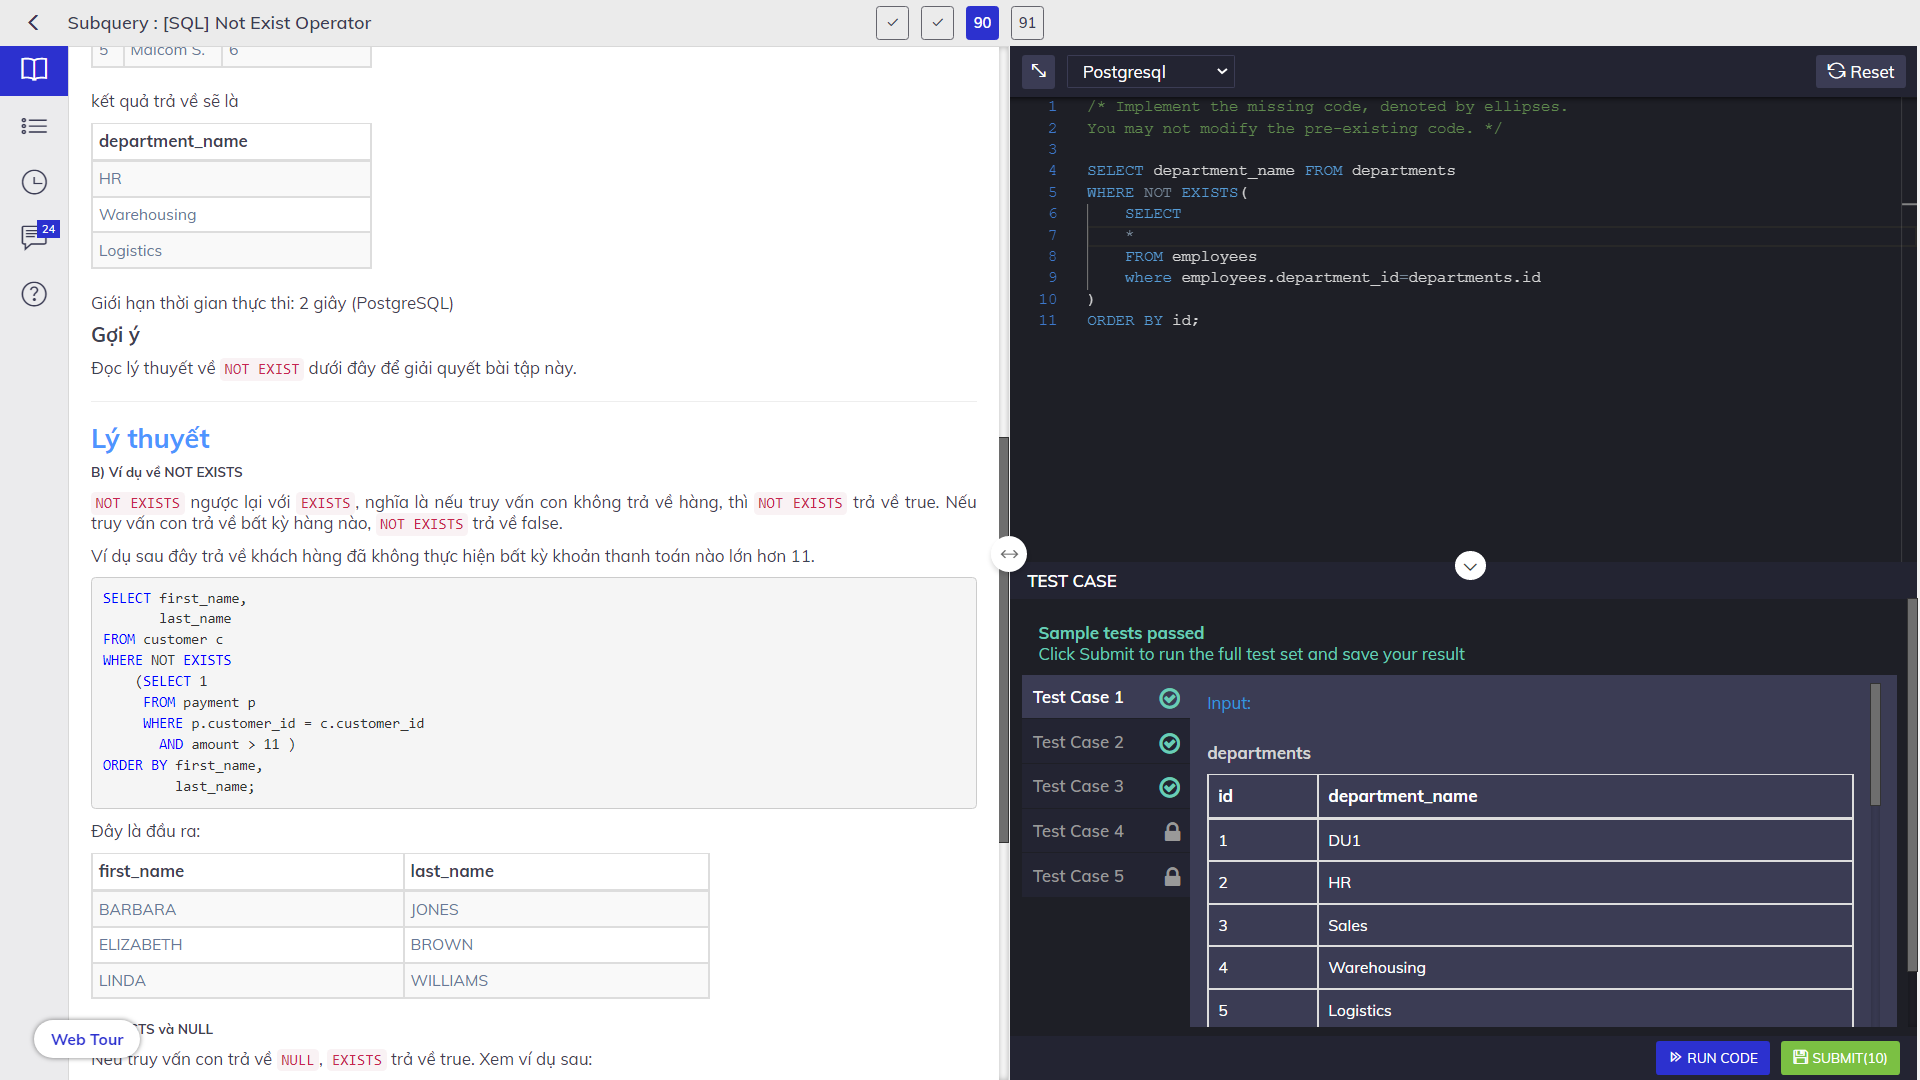 Subquery : [SQL] Not Exist Operator
90
91
5 Malcom S. 6
kết quả trả về sẽ là
department_name
HR
Warehousing
Logistics
Giới hạn thời gian thực thi: 2 giây (PostgreSQL)
Gợi ý
Đọc lý thuyết về NOT EXIST dưới đây để giải quyết bài tập này.
Lý thuyết
B) Ví dụ về NOT EXISTS
NOT EXISTS ngược lại với EXISTS, nghĩa là nếu truy vấn con không trả về hàng, thì NOT EXISTS trả về true. Nếu
truy vấn con trả về bất kỳ hàng nào, NOT EXISTS trả về false.
Ví dụ sau đây trả về khách hàng đã không thực hiện bất kỳ khoản thanh toán nào lớn hơn 11.
SELECT first_name,
last_name
FROM customer c
WHERE NOT EXISTS
(SELECT 1
FROM payment p
WHERE p.customer_id = c.customer_id
AND amount > 11 )
ORDER BY first_name,
last_name;
Đây là đầu ra:
first_name last_name
BARBARA JONES
ELIZABETH BROWN
LINDA WILLIAMS
STS và NULL
Nếu truy vấn con trả về NULL, EXISTS trả về true. Xem ví dụ sau:
24
Web Tour
Postgresql
Reset
1 /* Implement the missing code, denoted by ellipses.
2 You may not modify the pre-existing code. */
3
4 SELECT department_name FROM departments
5 WHERE NOT EXISTS(
6 SELECT
7 *
8 FROM employees
9 where employees.department_id=departments.id
10 )
11 ORDER BY id;
TEST CASE
Sample tests passed
Click Submit to run the full test set and save your result
Test Case 1
Test Case 2
Test Case 3
Test Case 4
Test Case 5
Input:
departments
id department_name
1 DU1
2 HR
3 Sales
4 Warehousing
5 Logistics
RUN CODE
SUBMIT(10)